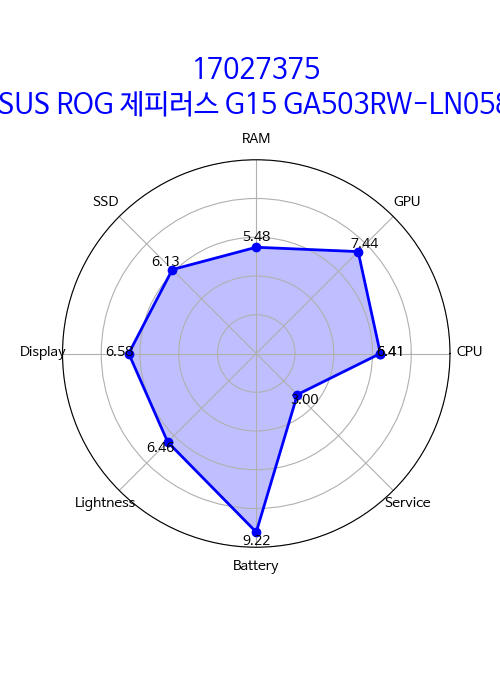 17027375
SUS ROG 제피러스 G15 GA503RW-LN058
RAM
SSD
GPU
5.48
7.44
6.13
Display
6.58
6.41
CPU
3.00
6.46
Lightness
Service
9.22
Battery